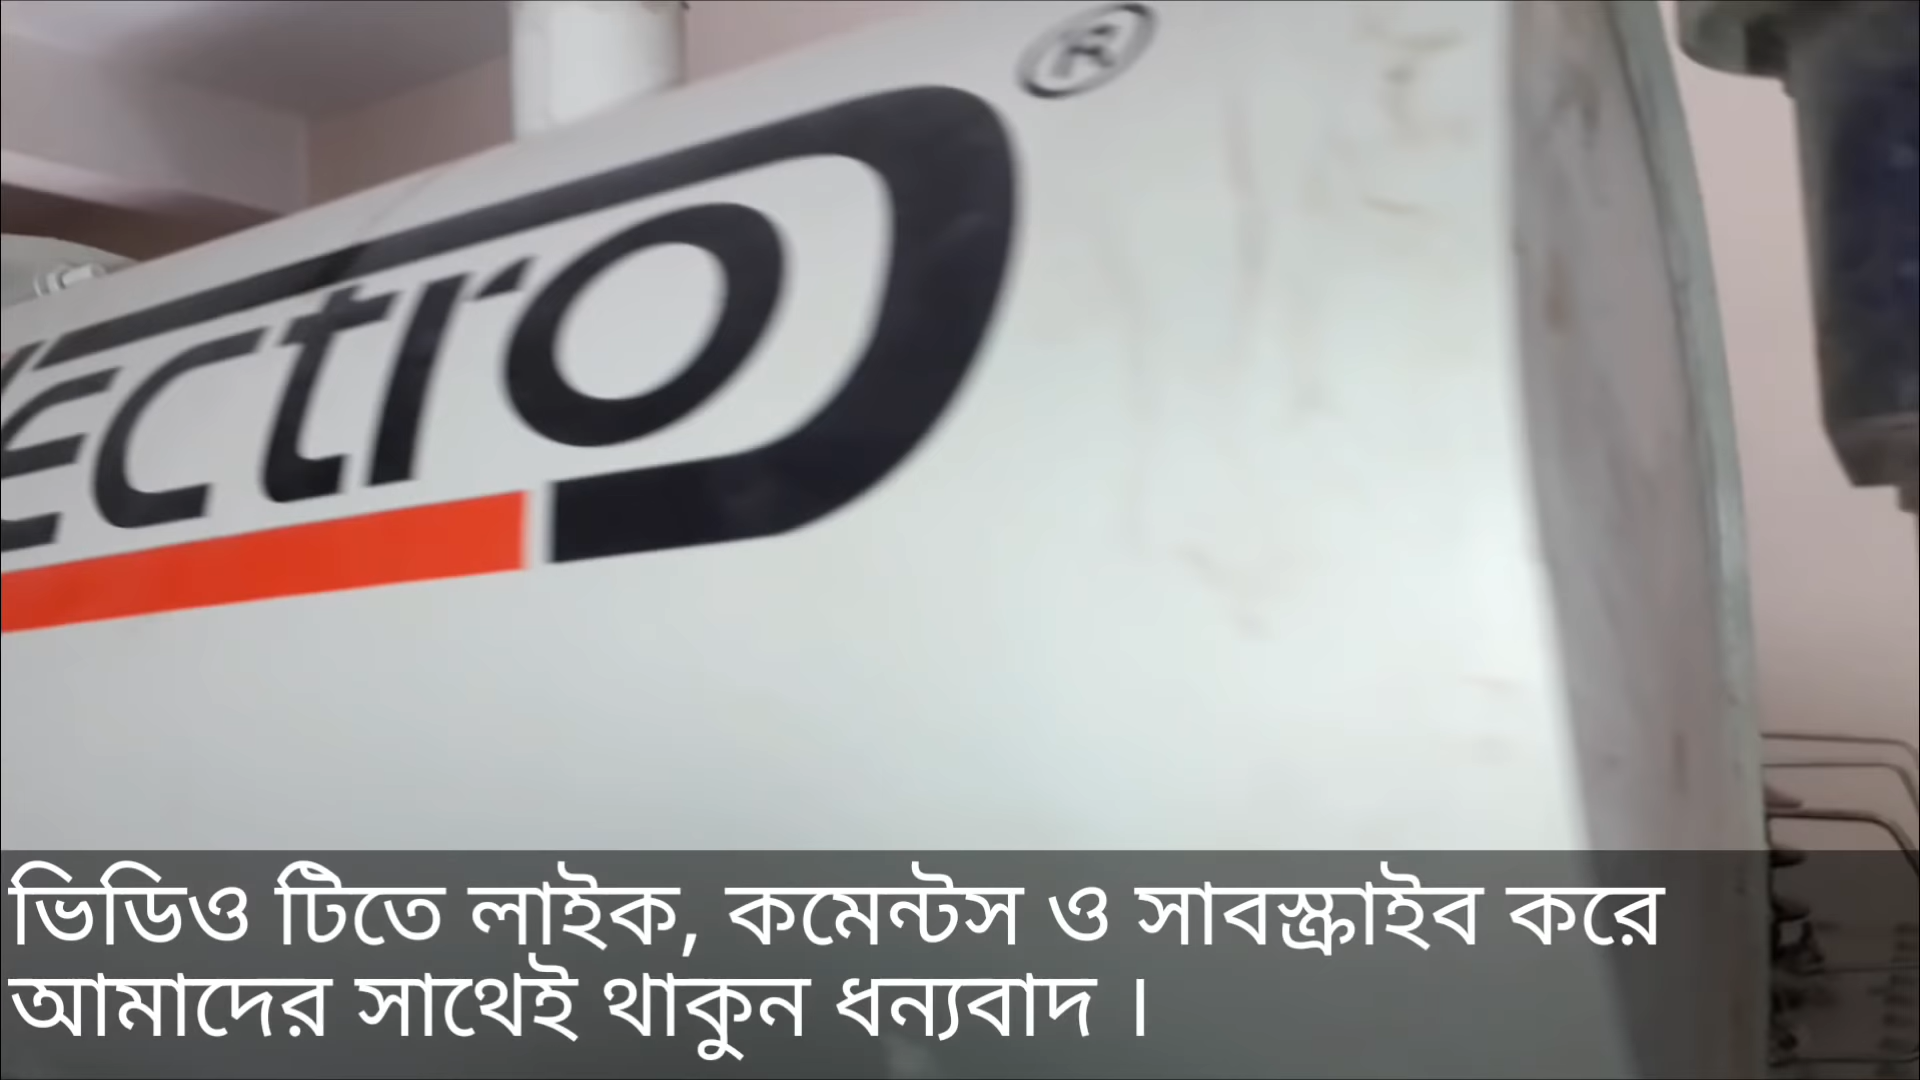 ectro
®
ভিডিও টিতে লাইক, কমেন্টস ও সাবস্ক্রাইব করে
আমাদের সাথেই থাকুন ধন্যবাদ ।